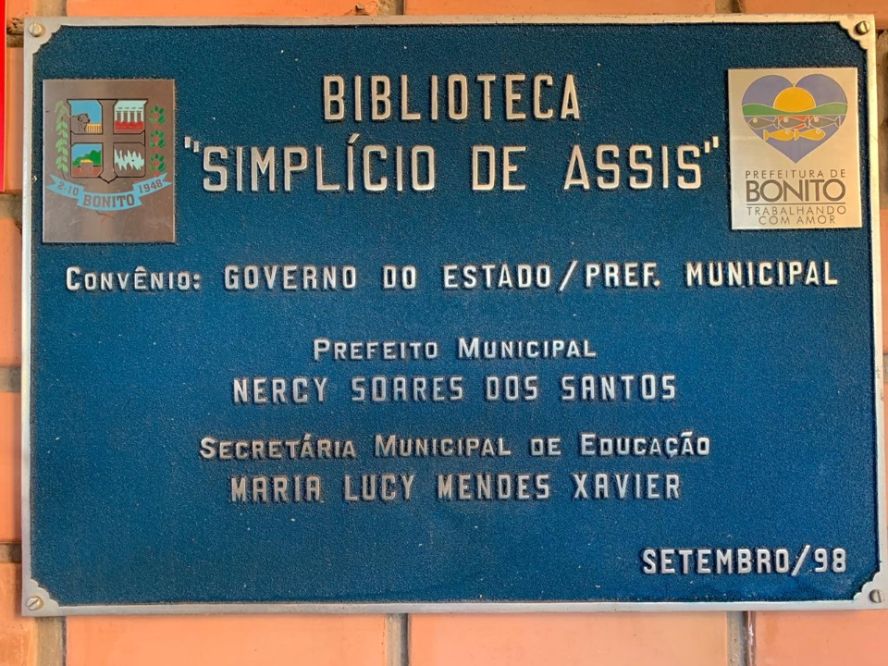 BIBLIOTECA
"SIMPLÍCIO DE ASSIS"
2-10 BONITO 1948
PREFEITURA DE
BONITO
TRABALHANDO
COM AMOR
CONVÊNIO: GOVERNO DO ESTADO/PREF. MUNICIPAL
PREFEITO MUNICIPAL
NERCY SOARES DOS SANTOS
SECRETÁRIA MUNICIPAL DE EDUCAÇÃO
MARIA LUCY MENDES XAVIER
SETEMBRO/98